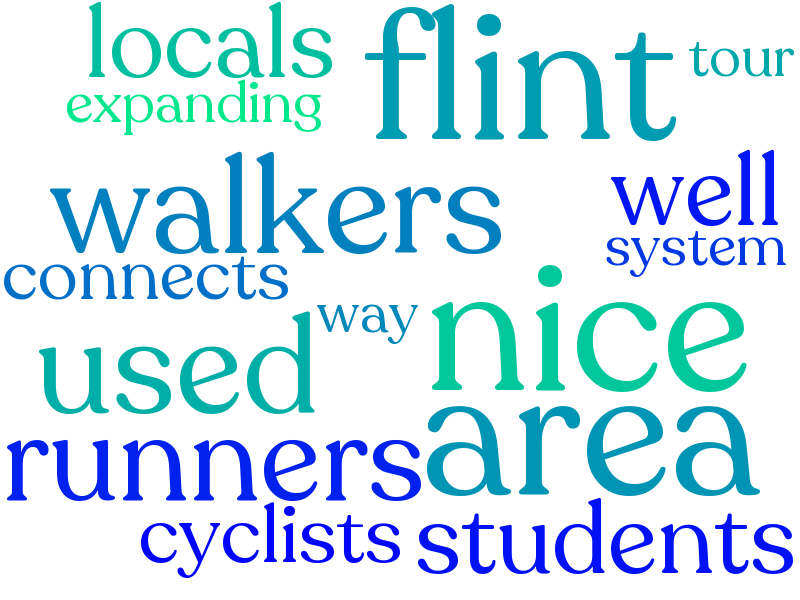 locals
flint
tour
expanding
walkers
well
system
connects
way
nice
used
area
runners
cyclists
students